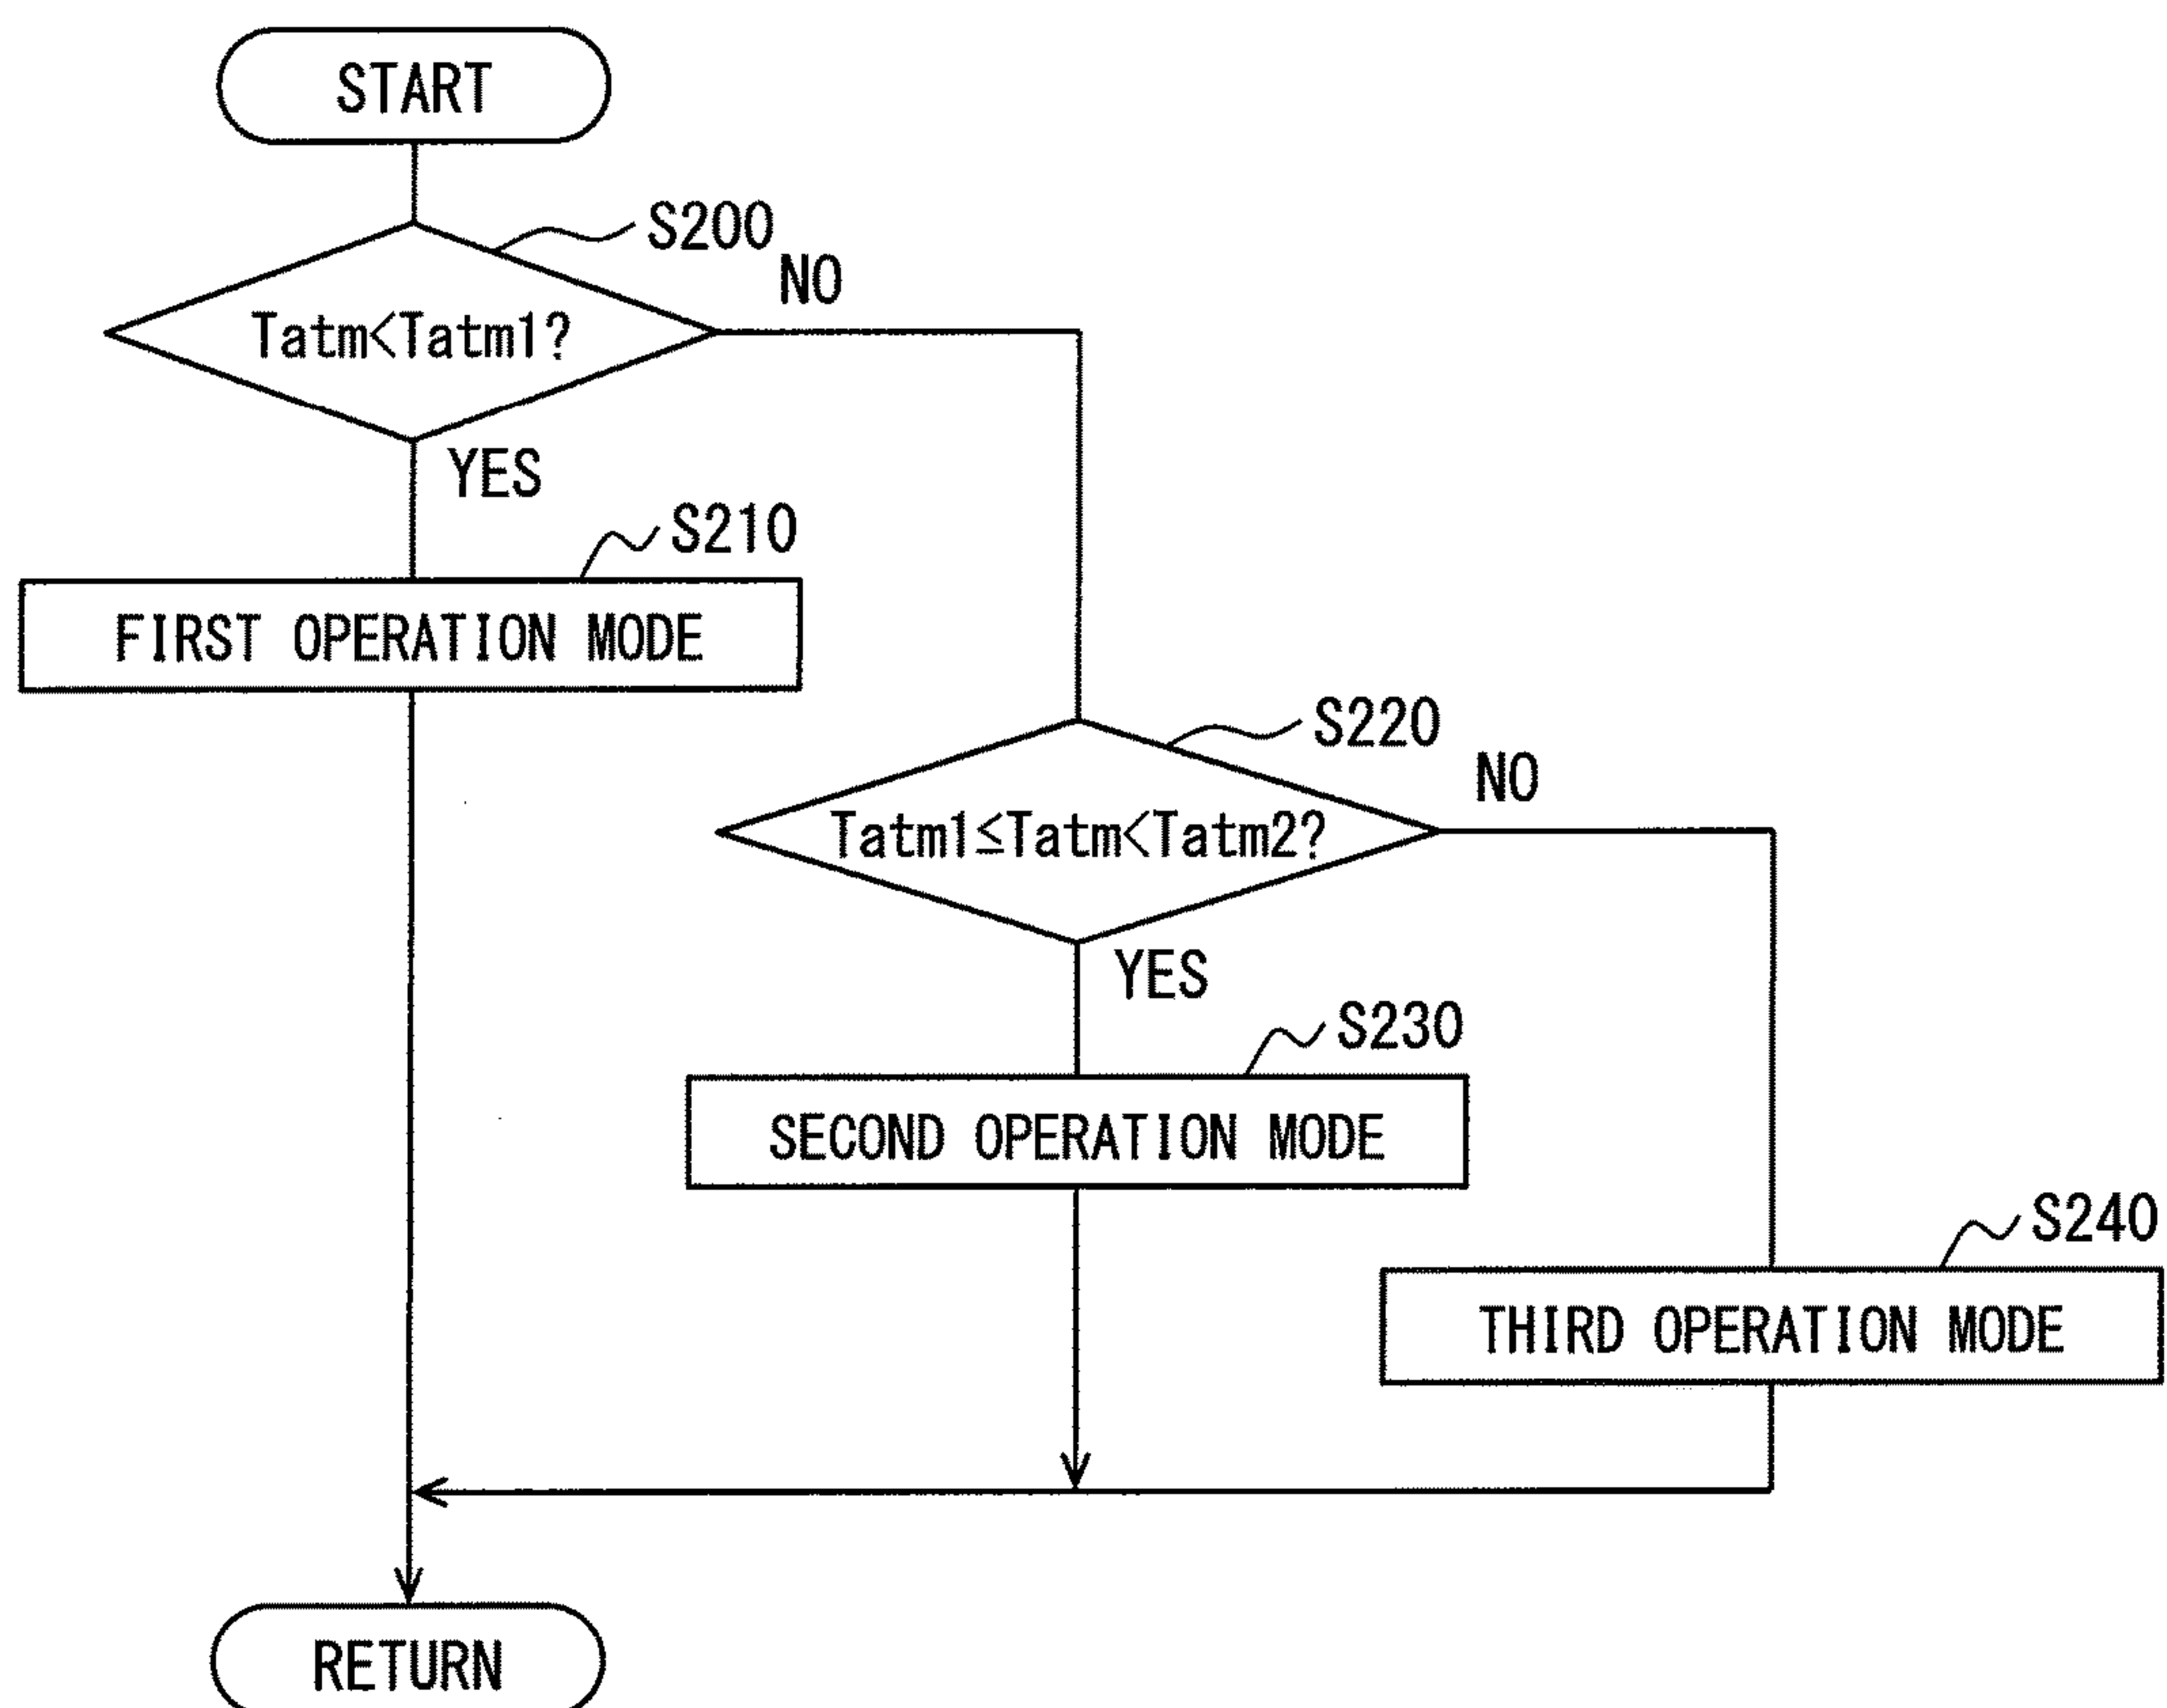 START
S200
NO
Tatm<Tatm1?
YES
S210
FIRST OPERATION MODE
S220
NO
Tatm1≦Tatm<Tatm2?
YES
S230
SECOND OPERATION MODE
S240
THIRD OPERATION MODE
RETURN